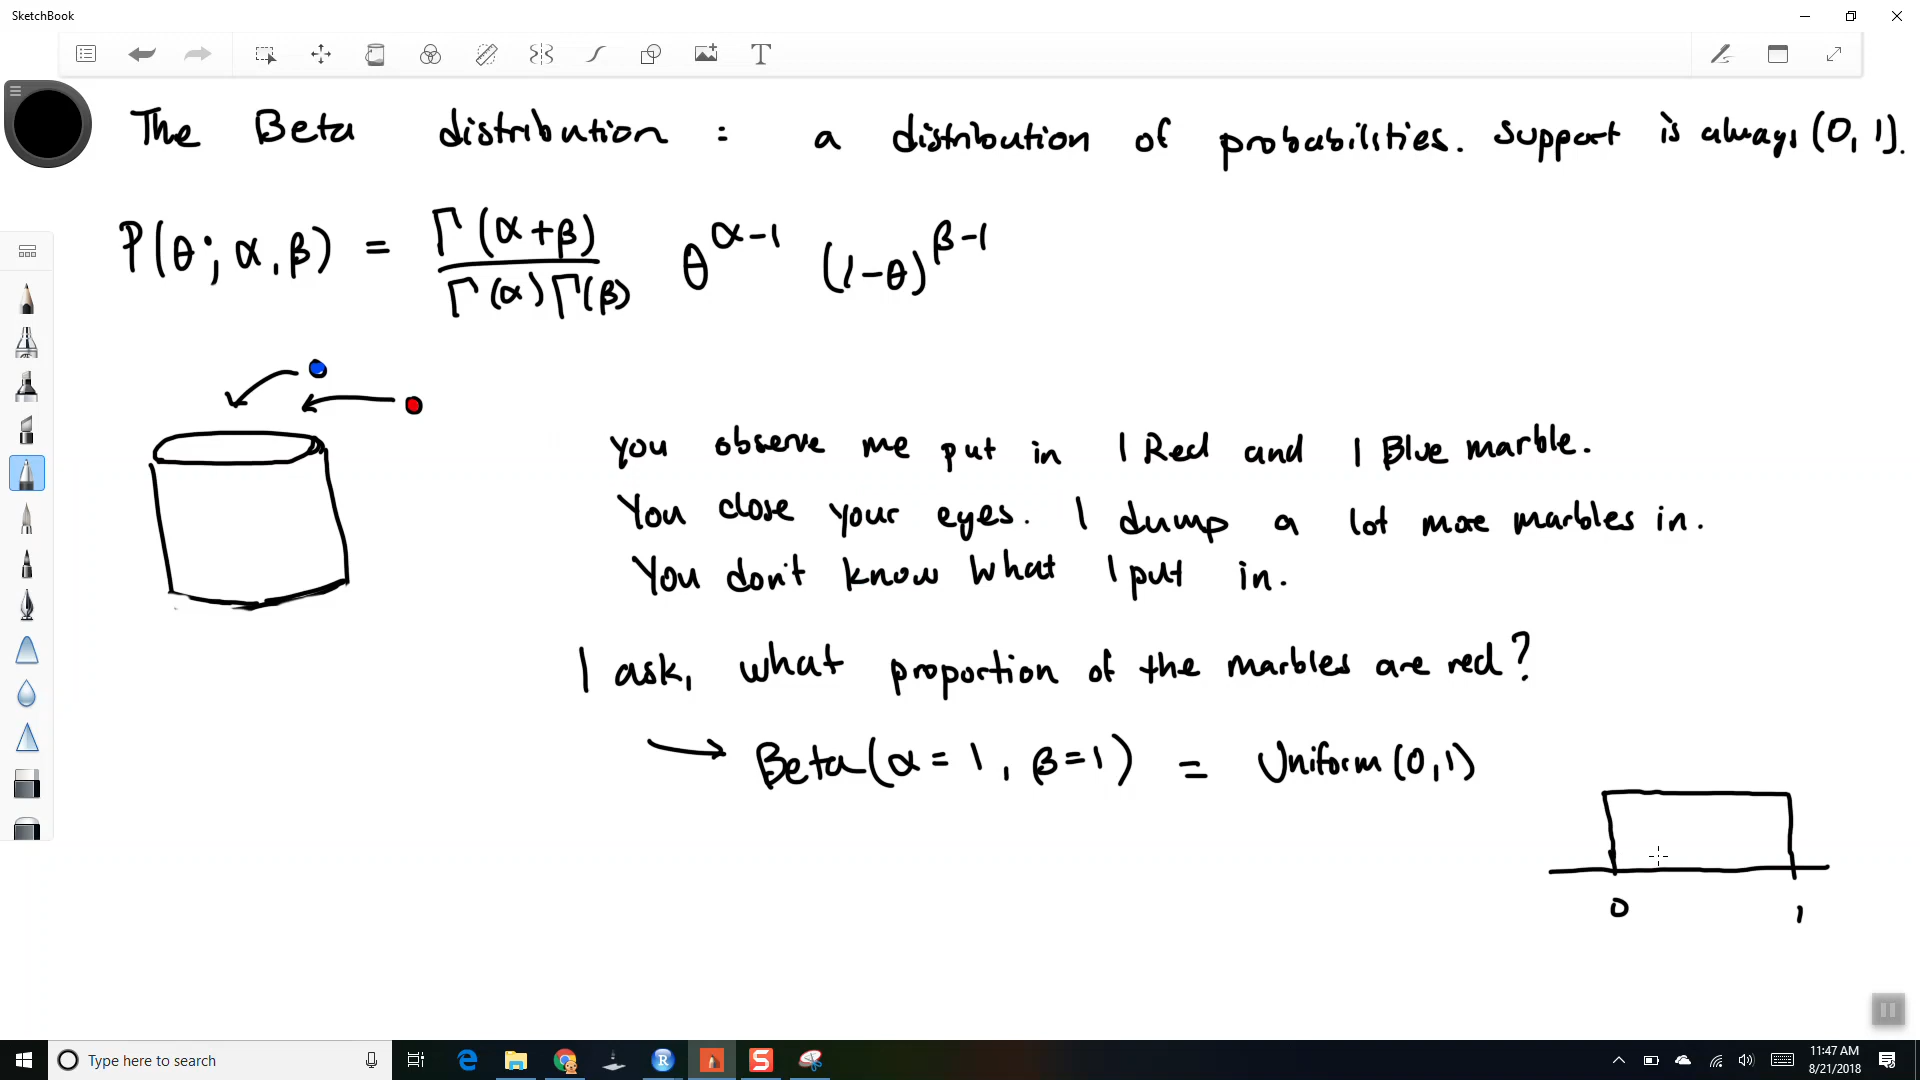 SketchBook
The Beta distribution : a distribution of probabilities. Support is always (0, 1).
P(θ; α, β) = Γ(α+β) / Γ(α)Γ(β) θ^(α-1) (1-θ)^(β-1)
You observe me put in 1 Red and 1 Blue marble.
You close your eyes. I dump a lot more marbles in.
You don't know what I put in.
I ask, what proportion of the marbles are red?
→ Beta(α = 1, β = 1) = Uniform(0,1)
0 1
Type here to search
11:47 AM
8/21/2018